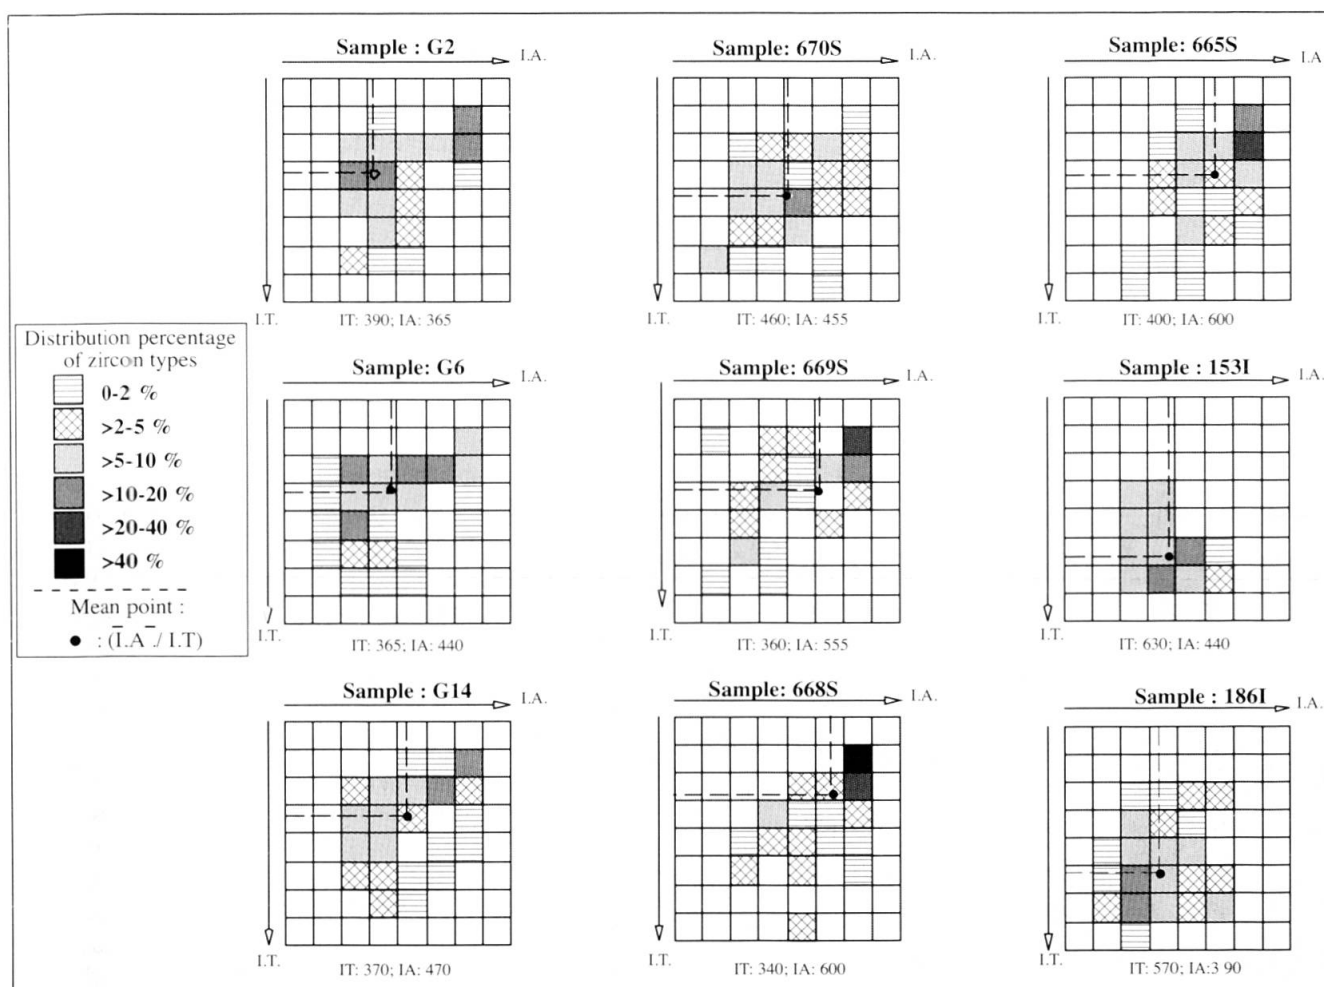 Sample : G2
I.A.
I.T.
IT: 390; IA: 365
Sample: 670S
I.A.
I.T.
IT: 460; IA: 455
Sample: 665S
I.A
I.T.
IT: 400; IA: 600
Distribution percentage
of zircon types
0-2 %
>2-5 %
>5-10 %
>10-20 %
>20-40 %
>40 %
Mean point :
: (I.A / I.T)
Sample: G6
I.A.
I.T.
IT: 365; IA: 440
Sample: 669S
I.A.
I.T.
IT: 360; IA: 555
Sample : 153I
I.A.
I.T.
IT: 630; IA: 440
Sample : G14
I.A.
I.T.
IT: 370; IA: 470
Sample: 668S
I.A.
I.T.
IT: 340; IA: 600
Sample : 186I
I.A.
I.T.
IT: 570; IA:3 90